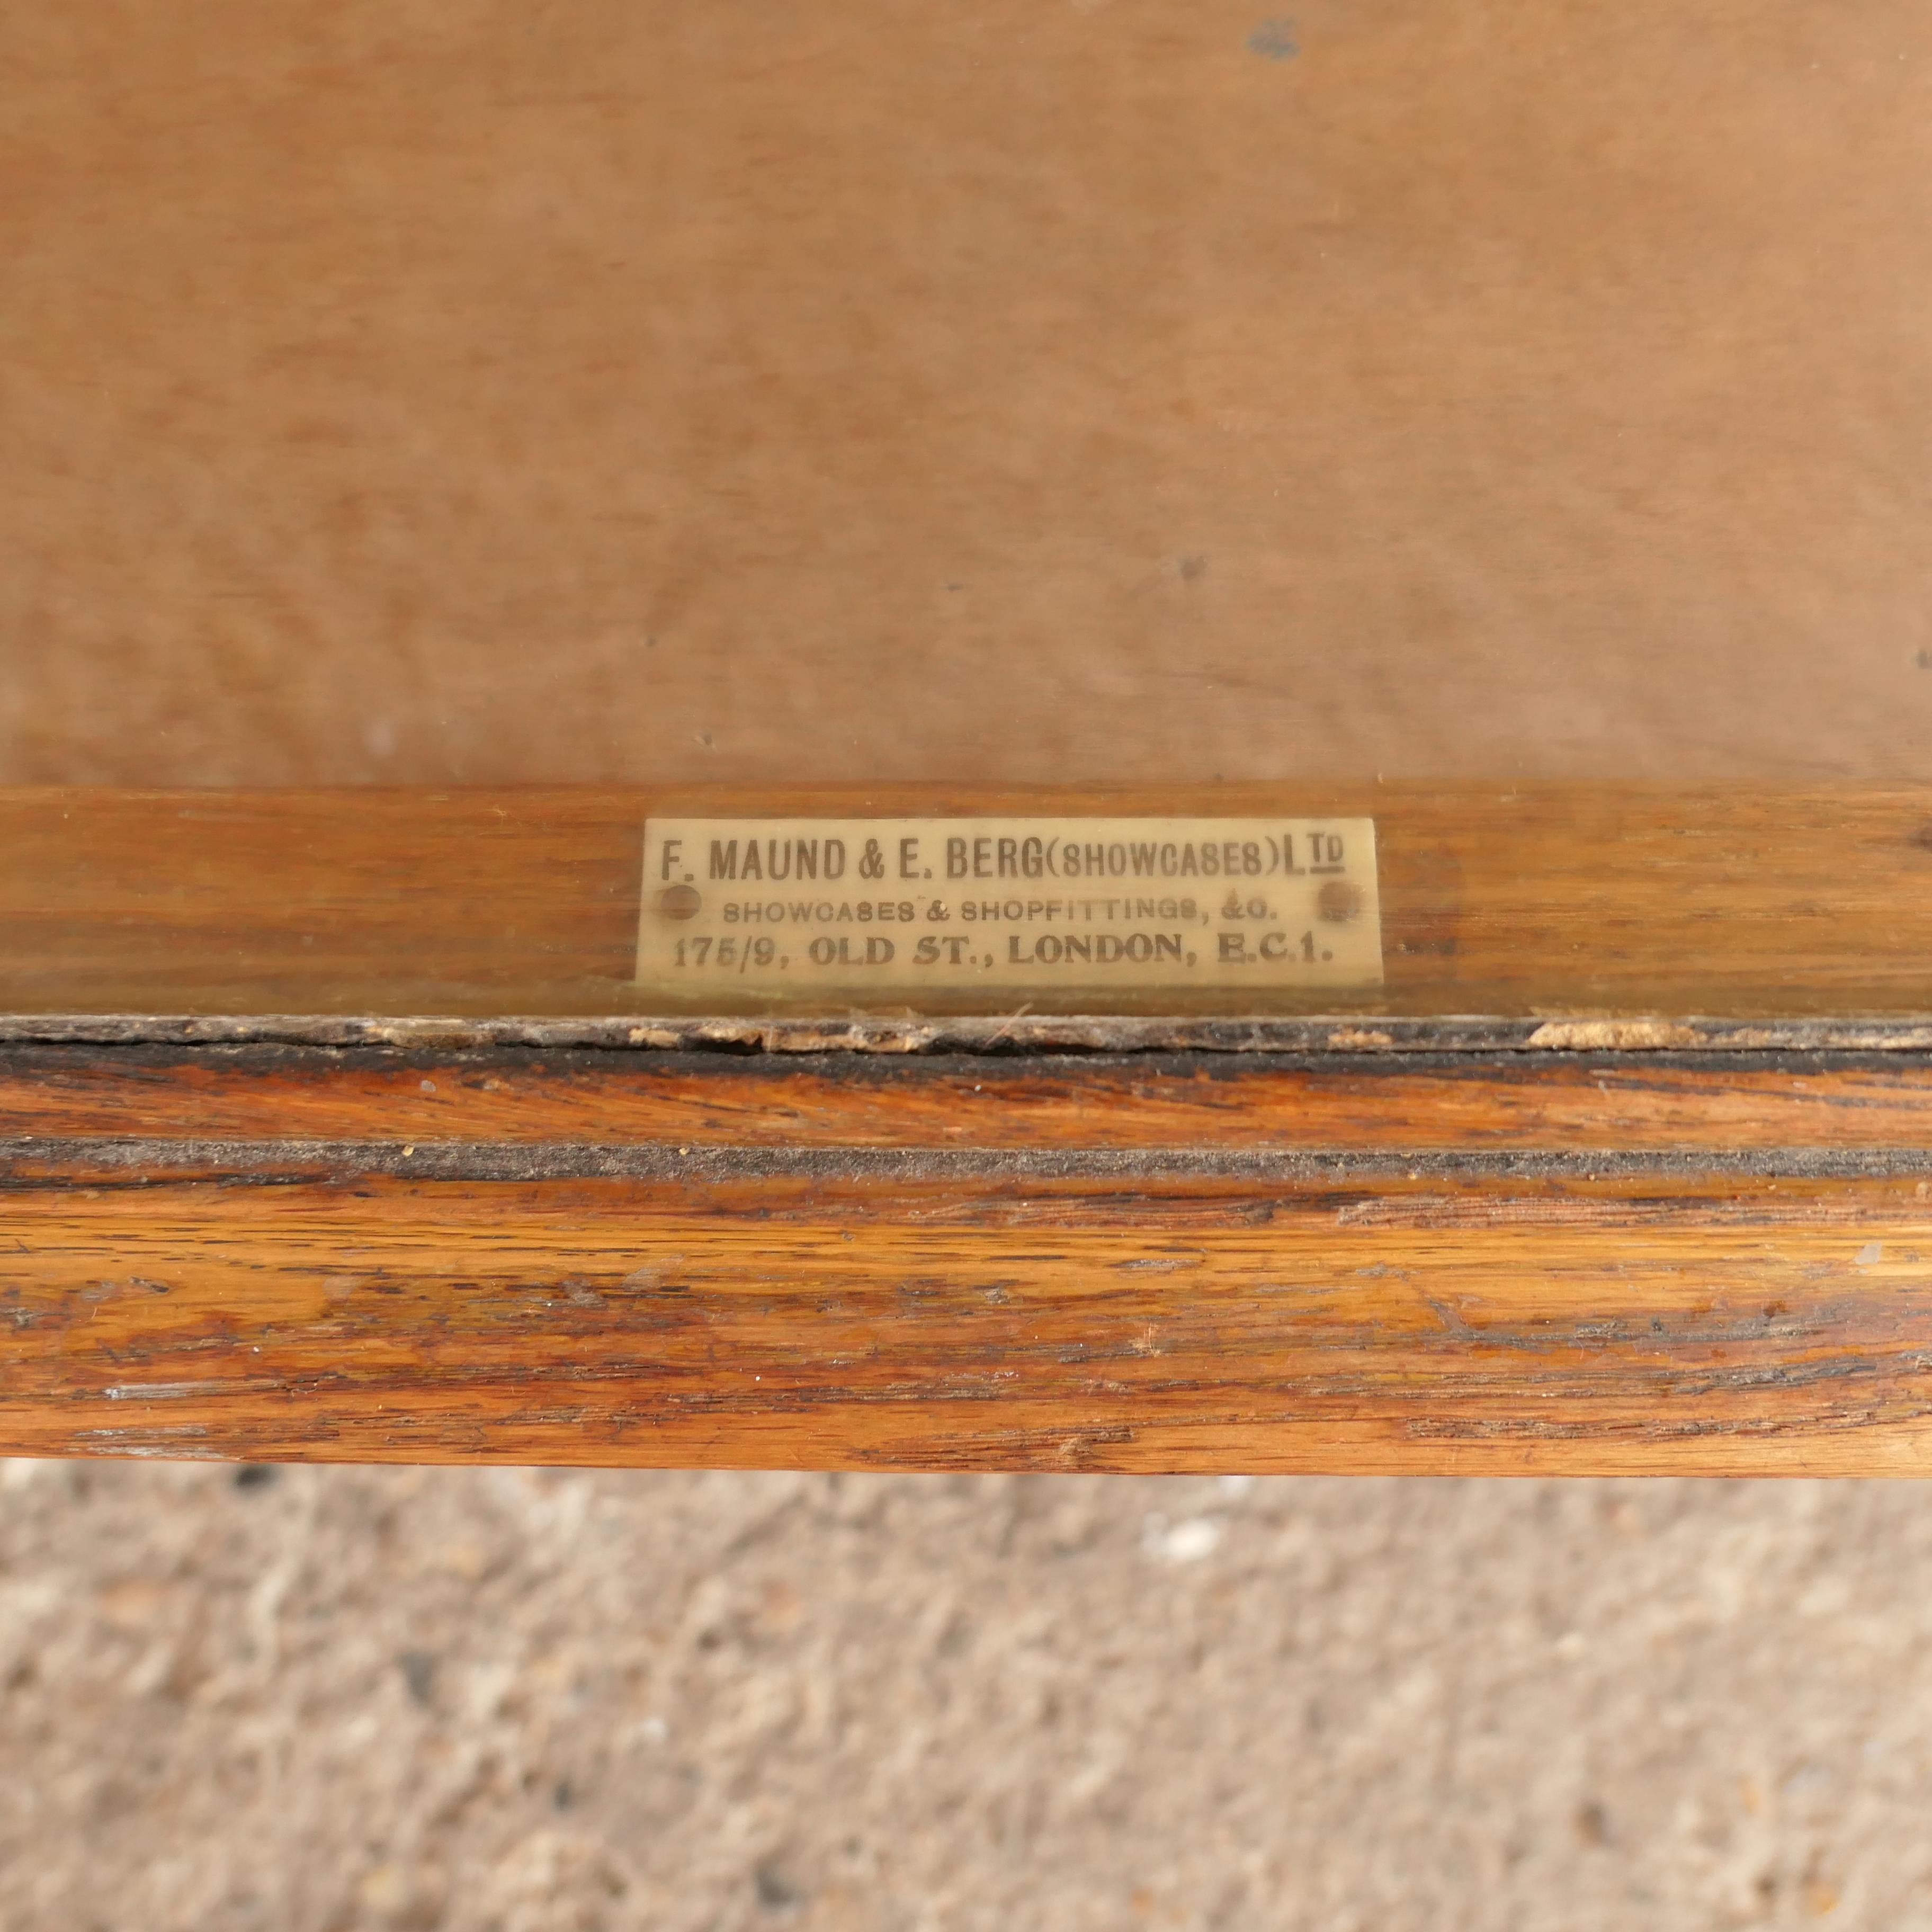 F. MAUND & E. BERG (SHOWCASES) LTD
SHOWCASES & SHOPFITTINGS, &C.
175/9, OLD ST., LONDON, E.C.1.